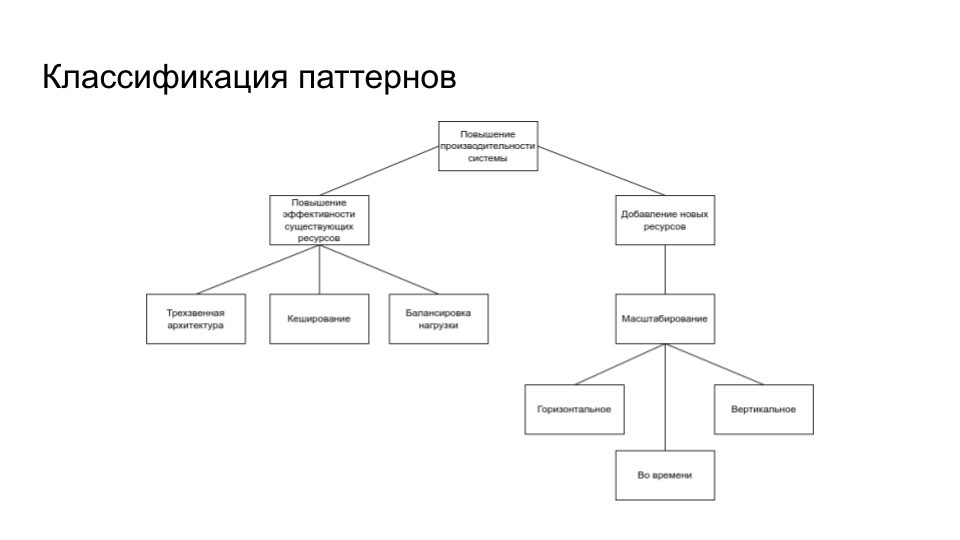 Классификация паттернов
Повышение
производительности
системы
Повышение
эффективности
существующих
ресурсов
Добавление новых
ресурсов
Трехзвенная
архитектура
Кеширование
Балансировка
нагрузки
Масштабирование
Горизонтальное
Вертикальное
Во времени